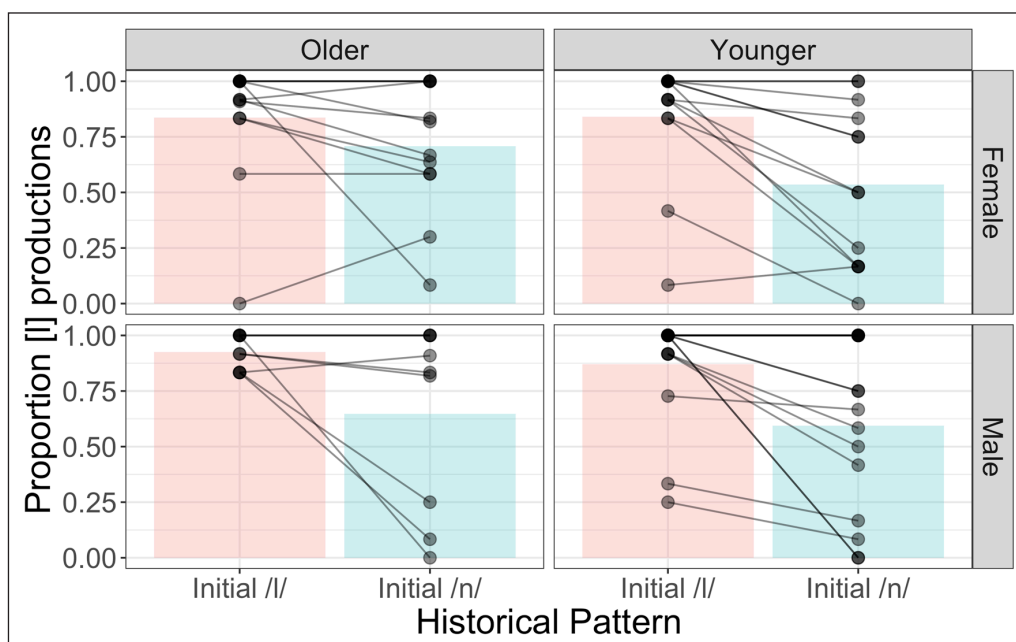 Older
Younger
1.00
0.75
0.50
0.25
0.00
Female
1.00
0.75
0.50
0.25
0.00
Male
Proportion [l] productions
Initial /l/
Initial /n/
Initial /l/
Initial /n/
Historical Pattern